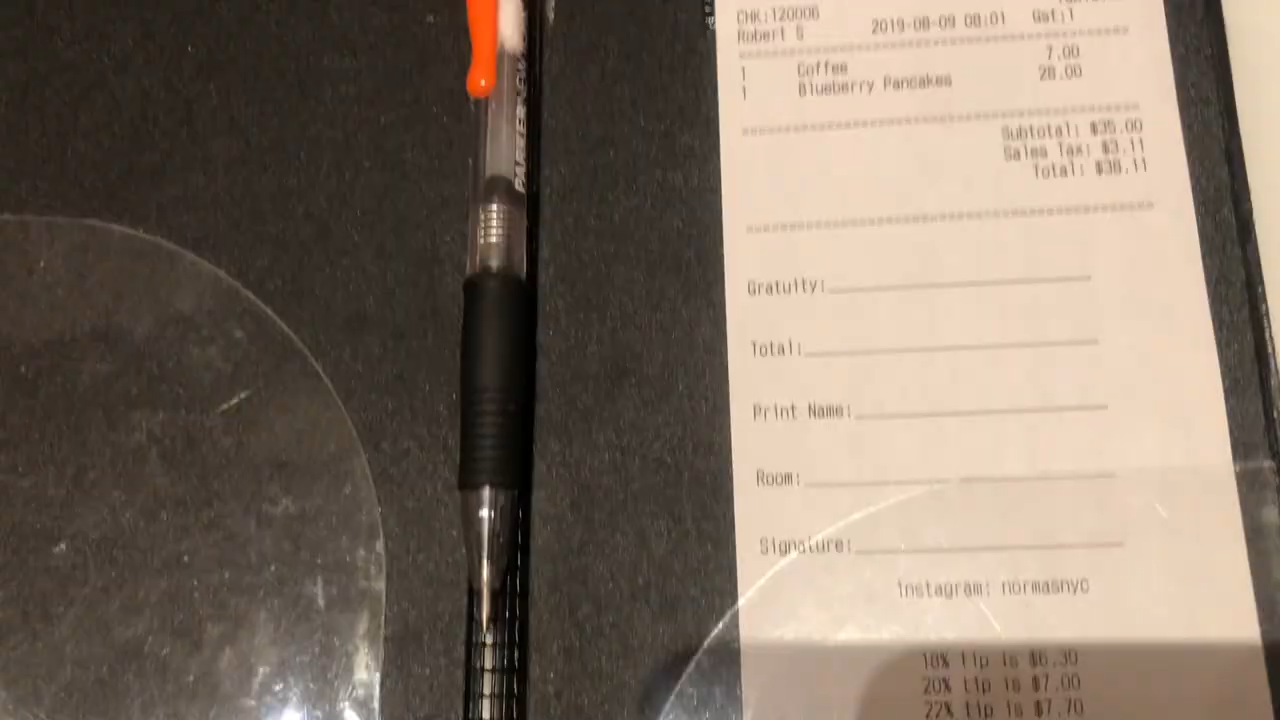 CHK:120006 2019-08-09 08:01 Gst:1
Robert S
1 Coffee 7.00
1 Blueberry Pancakes 28.00
Subtotal: $35.00
Sales Tax: $3.11
Total: $38.11
Gratuity:
Total:
Print Name:
Room:
Signature:
instagram: normasnyc
18% tip is $6.30
20% tip is $7.00
22% tip is $7.70
PAPER